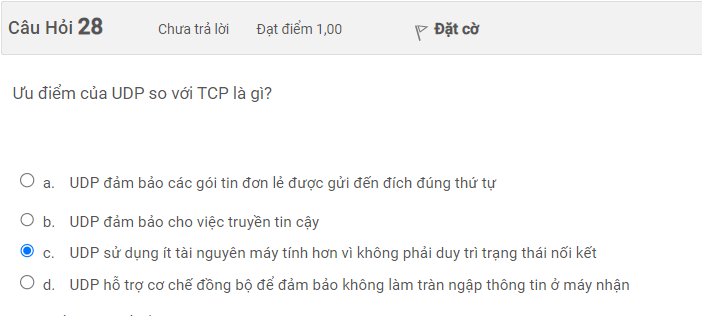 Câu Hỏi 28 Chưa trả lời Đạt điểm 1,00 Đặt cờ
Ưu điểm của UDP so với TCP là gì?
a. UDP đảm bảo các gói tin đơn lẻ được gửi đến đích đúng thứ tự
b. UDP đảm bảo cho việc truyền tin cậy
c. UDP sử dụng ít tài nguyên máy tính hơn vì không phải duy trì trạng thái nối kết
d. UDP hỗ trợ cơ chế đồng bộ để đảm bảo không làm tràn ngập thông tin ở máy nhận